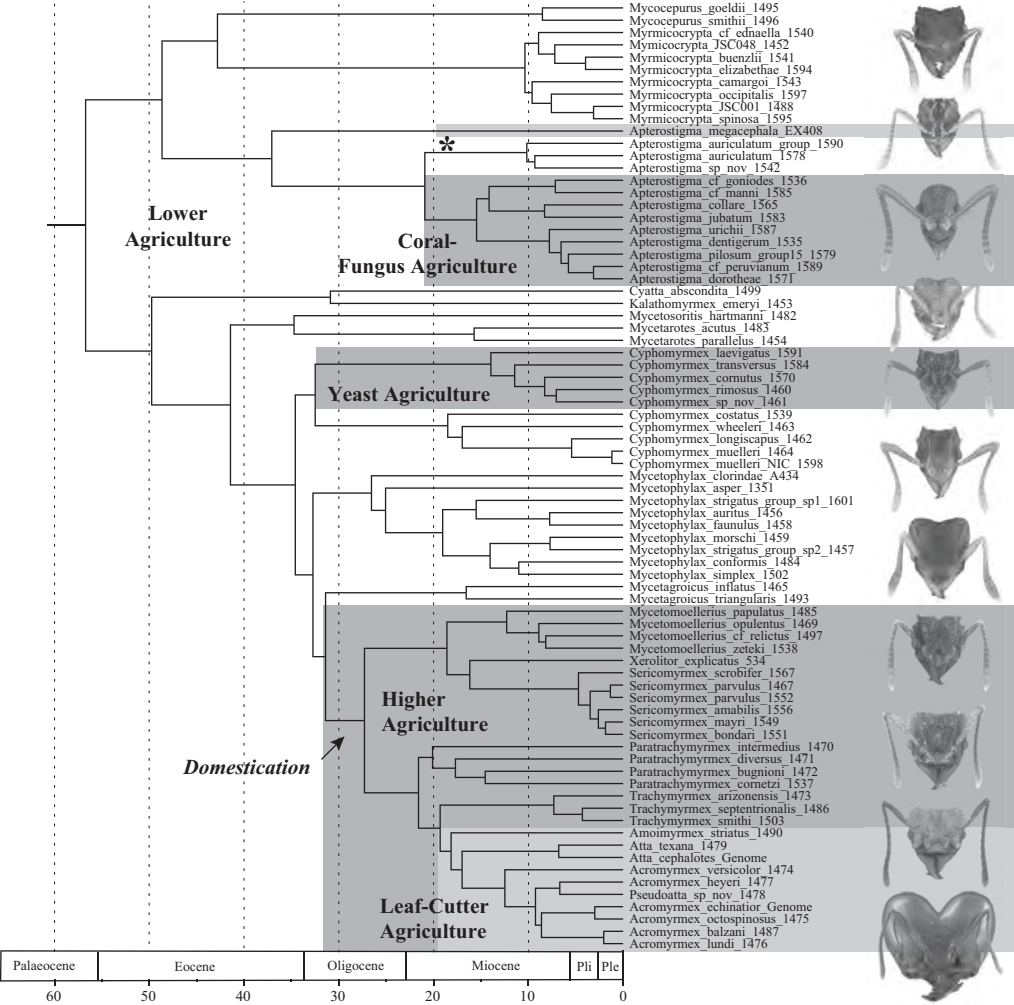 Mycocepurus_goeldii_1495
Mycocepurus_smithii_1496
Myrmicocrypta_cf_ednaella_1540
Mymicocrypta_JSC048_1452
Myrmicocrypta_buenzlii_1541
Myrmicocrypta_elizabethae_1594
Myrmicocrypta_camargoi_1543
Myrmicocrypta_occipitalis_1597
Myrmicocrypta_JSC001_1488
Myrmicocrypta_spinosa_1595
Apterostigma_megacephala_EX408
*
Apterostigma_auriculatum_group_1590
Apterostigma_auriculatum_1578
Apterostigma_sp_nov_1542
Apterostigma_cf_goniodes_1536
Apterostigma_cf_manni_1585
Apterostigma_collare_1565
Apterostigma_jubatum_1583
Apterostigma_urichii_1587
Apterostigma_dentigerum_1535
Apterostigma_pilosum_group15_1579
Apterostigma_cf_peruvianum_1589
Apterostigma_dorotheae_1571
Lower
Agriculture
Coral-
Fungus Agriculture
Cyatta_abscondita_1499
Kalathomyrmex_emeryi_1453
Mycetosoritis_hartmanni_1482
Mycetarotes_acutus_1483
Mycetarotes_parallelus_1454
Cyphomyrmex_laevigatus_1591
Cyphomyrmex_transversus_1584
Cyphomyrmex_cornutus_1570
Cyphomyrmex_rimosus_1460
Cyphomyrmex_sp_nov_1461
Yeast Agriculture
Cyphomyrmex_costatus_1539
Cyphomyrmex_wheeleri_1463
Cyphomyrmex_longiscapus_1462
Cyphomyrmex_muelleri_1464
Cyphomyrmex_muelleri_NIC_1598
Mycetophylax_clorindae_A434
Mycetophylax_asper_1351
Mycetophylax_strigatus_group_sp1_1601
Mycetophylax_auritus_1456
Mycetophylax_faunulus_1458
Mycetophylax_morschi_1459
Mycetophylax_strigatus_group_sp2_1457
Mycetophylax_conformis_1484
Mycetophylax_simplex_1502
Mycetagroicus_inflatus_1465
Mycetagroicus_triangularis_1493
Mycetomoellerius_papulatus_1485
Mycetomoellerius_opulentus_1469
Mycetomoellerius_cf_relictus_1497
Mycetomoellerius_zeteki_1538
Xerolitor_explicatus_534
Sericomyrmex_scrobifer_1567
Sericomyrmex_parvulus_1467
Sericomyrmex_parvulus_1552
Sericomyrmex_amabilis_1556
Sericomyrmex_mayri_1549
Sericomyrmex_bondari_1551
Higher
Agriculture
Domestication
Paratrachymyrmex_intermedius_1470
Paratrachymyrmex_diversus_1471
Paratrachymyrmex_bugnioni_1472
Paratrachymyrmex_cornetzi_1537
Trachymyrmex_arizonensis_1473
Trachymyrmex_septentrionalis_1486
Trachymyrmex_smithi_1503
Amoimyrmex_striatus_1490
Atta_texana_1479
Atta_cephalotes_Genome
Acromyrmex_versicolor_1474
Acromyrmex_heyeri_1477
Pseudoatta_sp_nov_1478
Acromyrmex_echinatior_Genome
Acromyrmex_octospinosus_1475
Acromyrmex_balzani_1487
Acromyrmex_lundi_1476
Leaf-Cutter
Agriculture
Palaeocene Eocene Oligocene Miocene Pli Ple
60 50 40 30 20 10 0